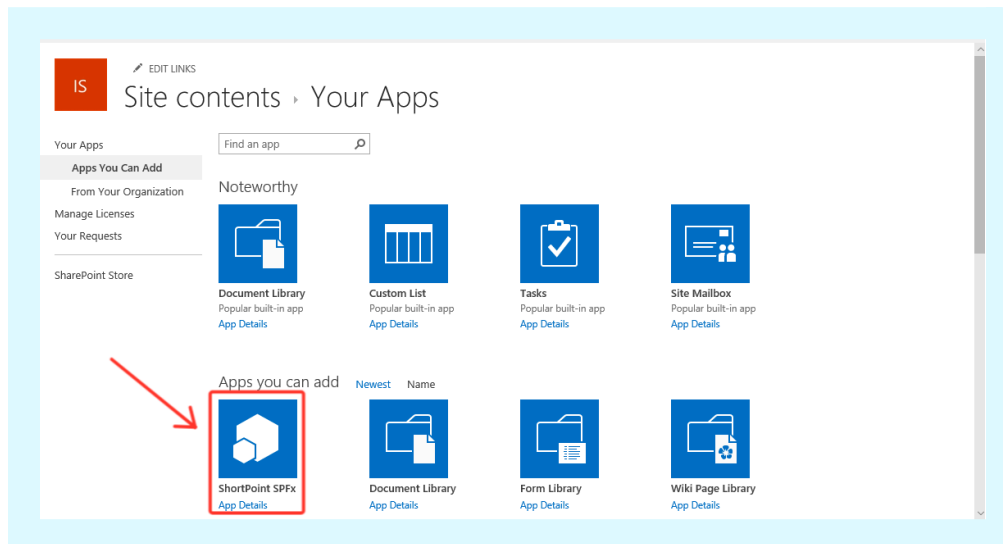 IS
EDIT LINKS
Site contents › Your Apps
Your Apps
Apps You Can Add
From Your Organization
Manage Licenses
Your Requests
SharePoint Store
Find an app
Noteworthy
Document Library Custom List Tasks Site Mailbox
Popular built-in app Popular built-in app Popular built-in app Popular built-in app
App Details App Details App Details App Details
Apps you can add Newest Name
ShortPoint SPFx Document Library Form Library Wiki Page Library
App Details App Details App Details App Details